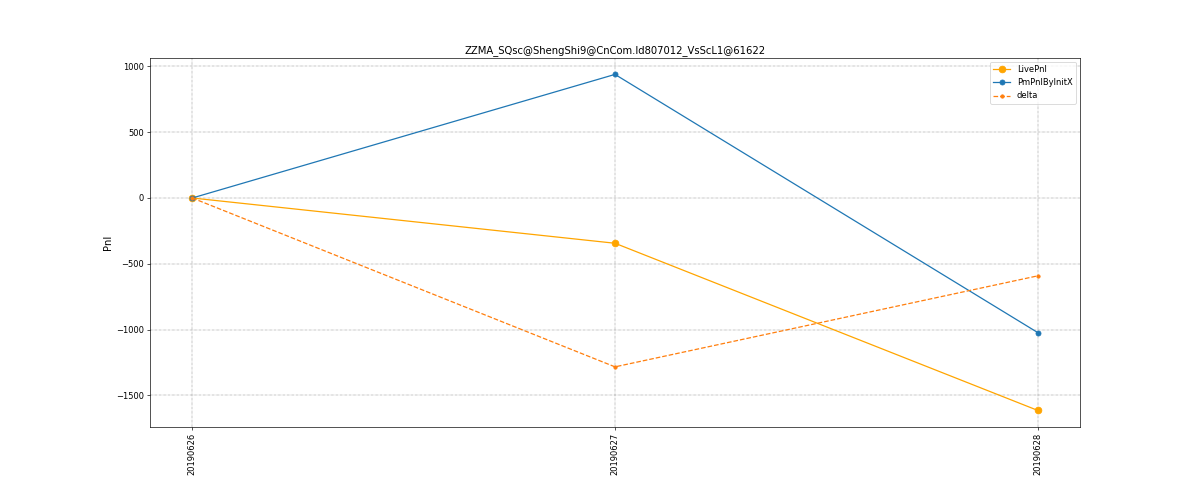 ZZMA_SQsc@ShengShi9@CnCom.Id807012_VsScL1@61622
LivePnl
PmPnlByInitX
delta
1000
500
0
−500
−1000
−1500
Pnl
20190626
20190627
20190628